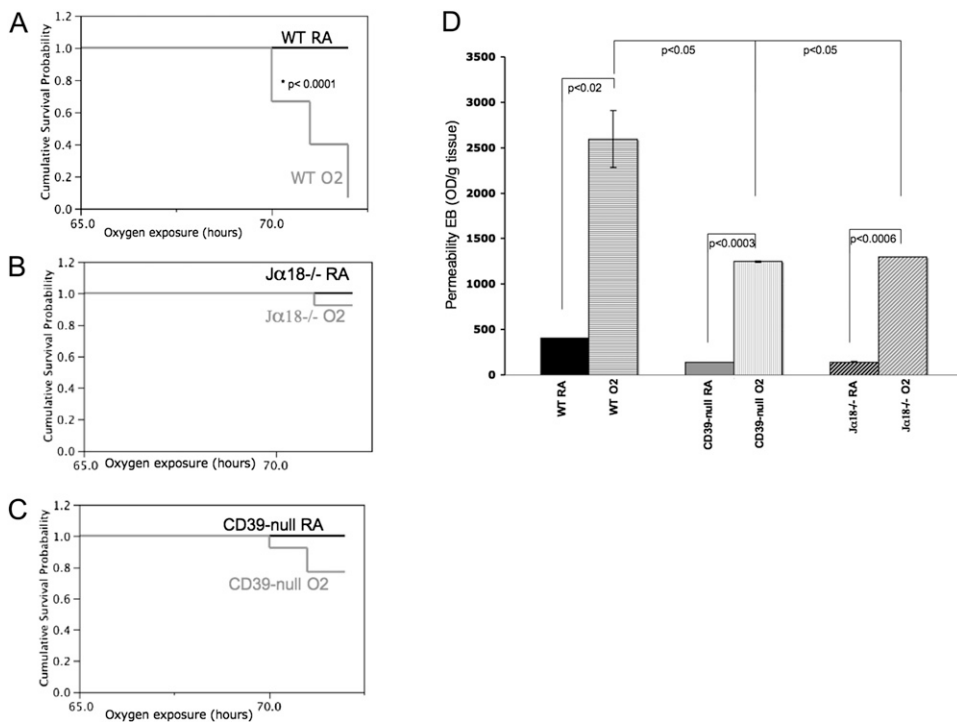 A
Cumulative Survival Probability
1.2
1.0
0.8
0.6
0.4
0.2
0.0
WT RA
* p< 0.0001
WT O2
65.0
70.0
Oxygen exposure (hours)
B
Cumulative Survival Probability
1.2
1.0
0.8
0.6
0.4
0.2
0.0
Jα18-/- RA
Jα18-/- O2
65.0
70.0
Oxygen exposure (hours)
C
Cumulative Survival Probability
1.2
1.0
0.8
0.6
0.4
0.2
0.0
CD39-null RA
CD39-null O2
65.0
70.0
Oxygen exposure (hours)
D
Permeability EB (OD/g tissue)
3500
3000
2500
2000
1500
1000
500
0
p<0.05
p<0.05
p<0.02
p<0.0003
p<0.0006
WT RA
WT O2
CD39-null RA
CD39-null O2
Jα18-/- RA
Jα18-/- O2